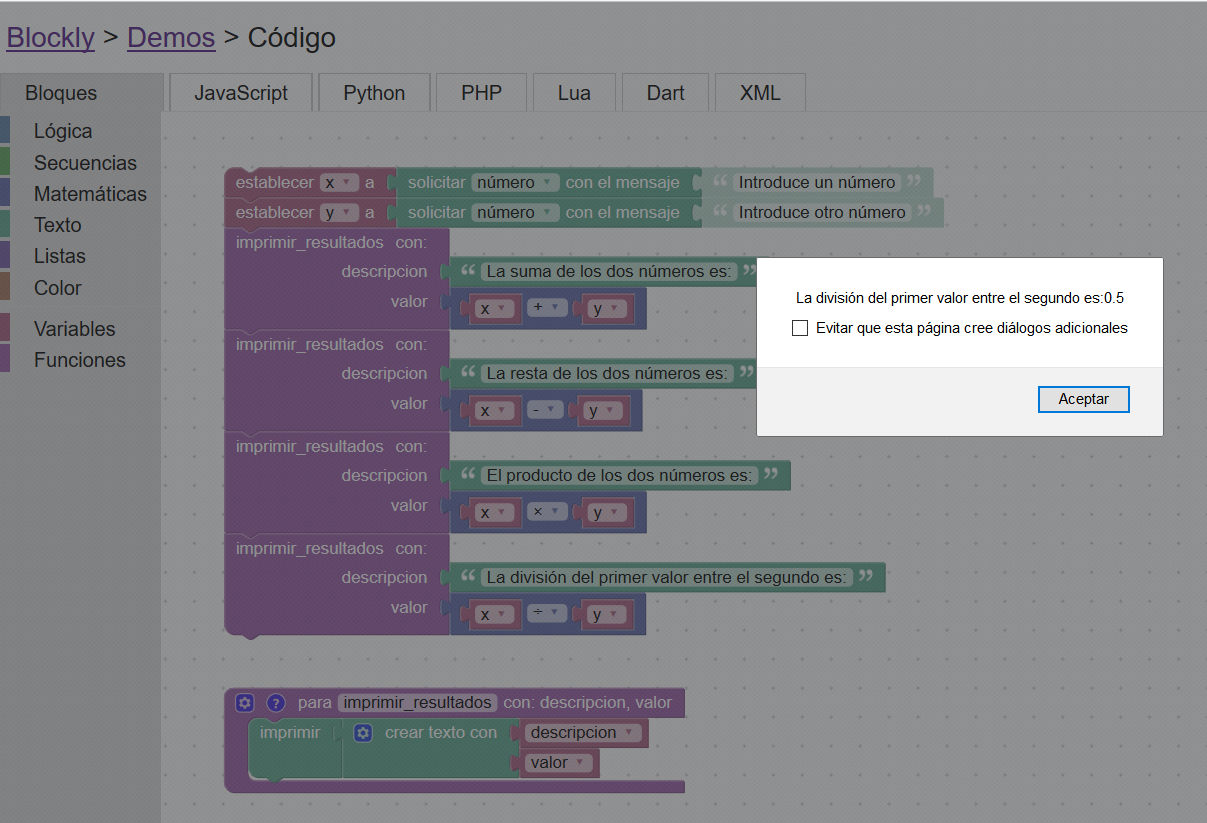 Blockly > Demos > Código
Bloques JavaScript Python PHP Lua Dart XML
Lógica
Secuencias
Matemáticas
Texto
Listas
Color
Variables
Funciones
establecer x a solicitar número con el mensaje “ Introduce un número ”
establecer y a solicitar número con el mensaje “ Introduce otro número ”
imprimir_resultados con:
descripcion “ La suma de los dos números es: ”
valor x + y
imprimir_resultados con:
descripcion “ La resta de los dos números es: ”
valor x - y
imprimir_resultados con:
descripcion “ El producto de los dos números es: ”
valor x × y
imprimir_resultados con:
descripcion “ La división del primer valor entre el segundo es: ”
valor x ÷ y
? para imprimir_resultados con: descripcion, valor
imprimir crear texto con descripcion
valor
La división del primer valor entre el segundo es:0.5
Evitar que esta página cree diálogos adicionales
Aceptar